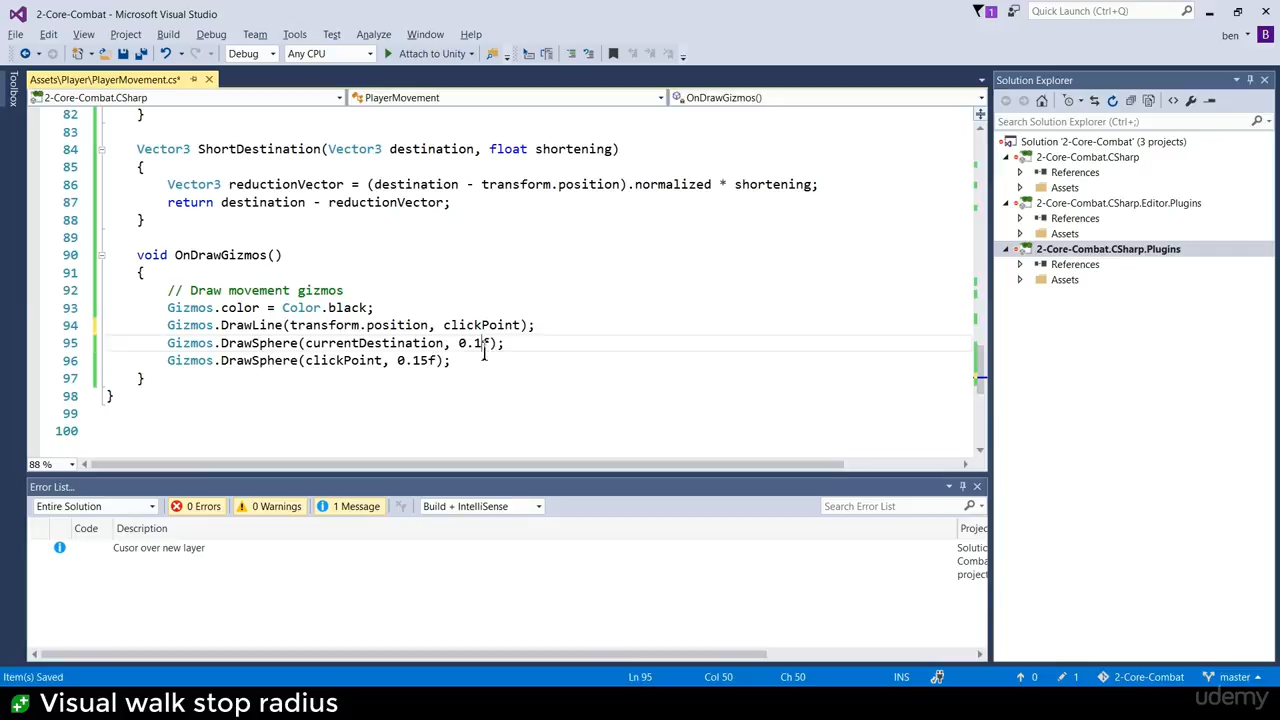 2-Core-Combat - Microsoft Visual Studio
1
Quick Launch (Ctrl+Q)
File Edit View Project Build Debug Team Tools Test Analyze Window Help
ben
B
Debug
Any CPU
Attach to Unity
Toolbox
Assets\Player\PlayerMovement.cs*
2-Core-Combat.CSharp
PlayerMovement
OnDrawGizmos()
82 }
83
84 Vector3 ShortDestination(Vector3 destination, float shortening)
85 {
86 Vector3 reductionVector = (destination - transform.position).normalized * shortening;
87 return destination - reductionVector;
88 }
89
90 void OnDrawGizmos()
91 {
92 // Draw movement gizmos
93 Gizmos.color = Color.black;
94 Gizmos.DrawLine(transform.position, clickPoint);
95 Gizmos.DrawSphere(currentDestination, 0.1f);
96 Gizmos.DrawSphere(clickPoint, 0.15f);
97 }
98 }
99
100
88 %
Solution Explorer
Search Solution Explorer (Ctrl+;)
Solution '2-Core-Combat' (3 projects)
2-Core-Combat.CSharp
References
Assets
2-Core-Combat.CSharp.Editor.Plugins
References
Assets
2-Core-Combat.CSharp.Plugins
References
Assets
Error List...
Entire Solution
0 Errors
0 Warnings
1 Message
Build + IntelliSense
Search Error List
Code
Description
Projec
Cusor over new layer
Solutic
Comba
project
Item(s) Saved
Ln 95
Col 50
Ch 50
INS
0
1
2-Core-Combat
master
Visual walk stop radius
udemy